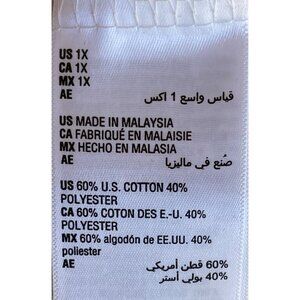 US 1X
CA 1X
MX 1X
AE قياس واسع 1 اكس
US MADE IN MALAYSIA
CA FABRIQUÉ EN MALAISIE
MX HECHO EN MALASIA
AE صُنع في ماليزيا
US 60% U.S. COTTON 40%
POLYESTER
CA 60% COTON DES E.-U. 40%
POLYESTER
MX 60% algodón de EE.UU. 40%
poliester
AE 60% قطن أمريكي
40% بولي أستر